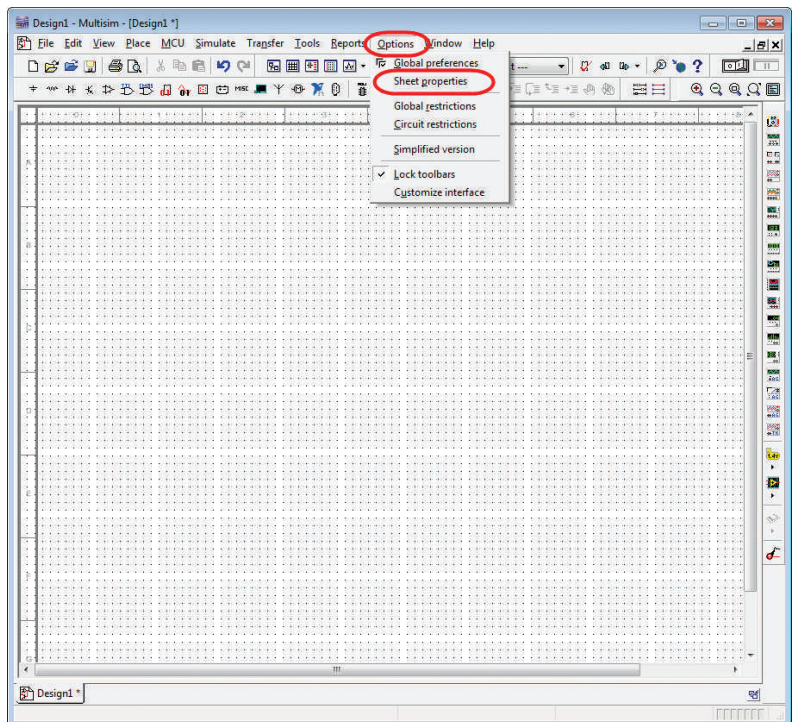 Design1 - Multisim - [Design1 *]
File Edit View Place MCU Simulate Transfer Tools Reports Options Window Help
Global preferences
Sheet properties
Global restrictions
Circuit restrictions
Simplified version
Lock toolbars
Customize interface
MISC
A
B
C
D
E
F
G
Design1 *